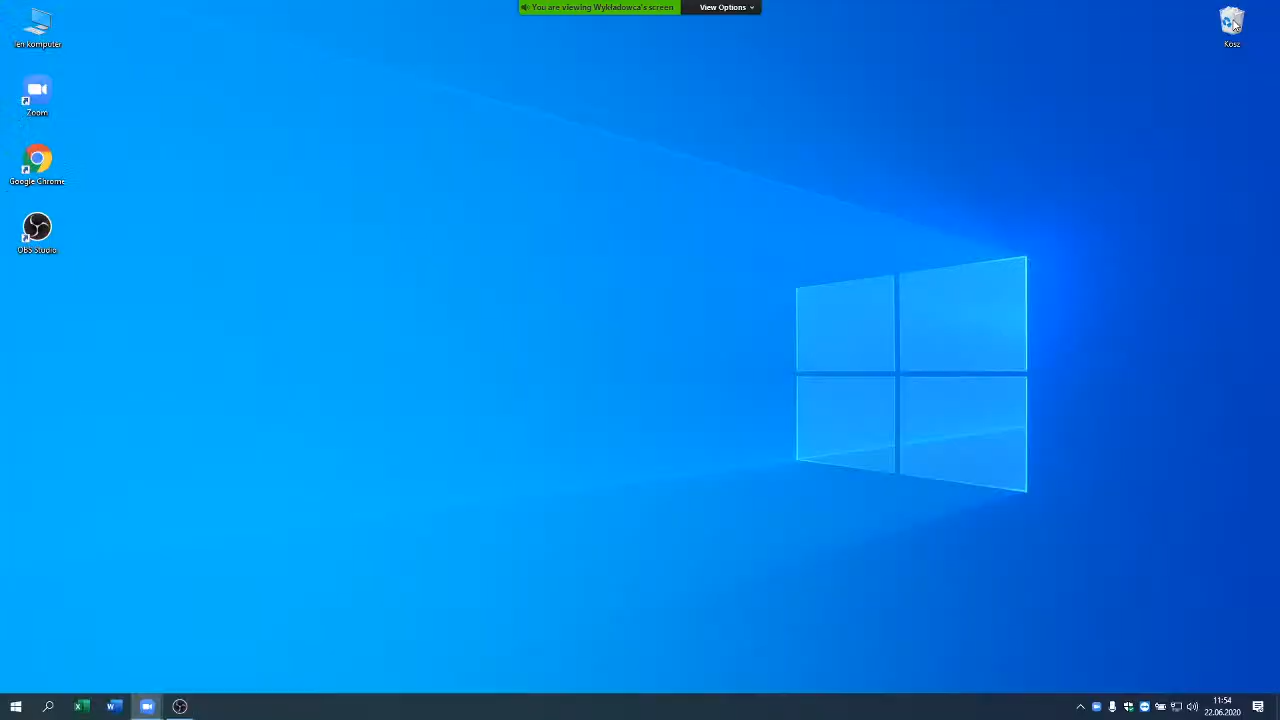 You are viewing Wykładowca's screen
View Options
Ten komputer
Kosz
Zoom
Google Chrome
OBS Studio
11:54
22.06.2020